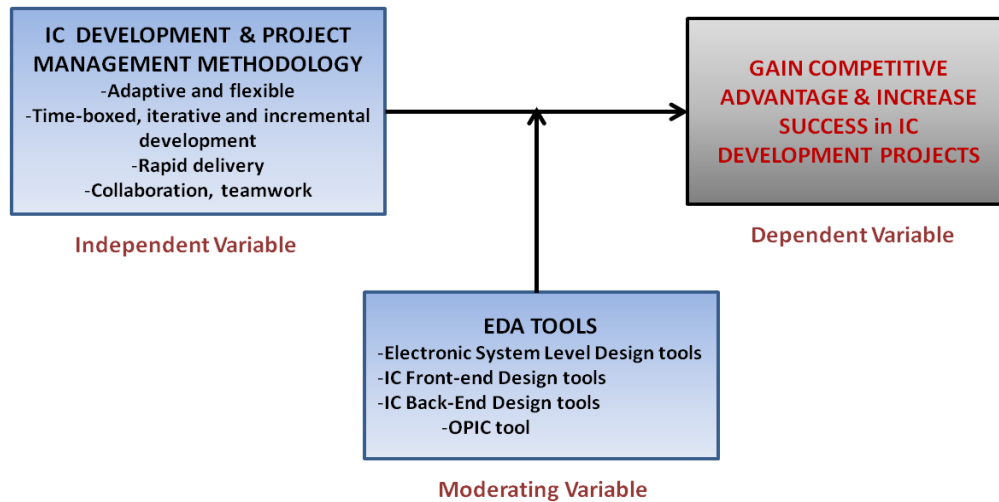 IC DEVELOPMENT & PROJECT
MANAGEMENT METHODOLOGY
-Adaptive and flexible
-Time-boxed, iterative and incremental
development
-Rapid delivery
-Collaboration, teamwork
Independent Variable
GAIN COMPETITIVE
ADVANTAGE & INCREASE
SUCCESS in IC
DEVELOPMENT PROJECTS
Dependent Variable
EDA TOOLS
-Electronic System Level Design tools
-IC Front-end Design tools
-IC Back-End Design tools
-OPIC tool
Moderating Variable